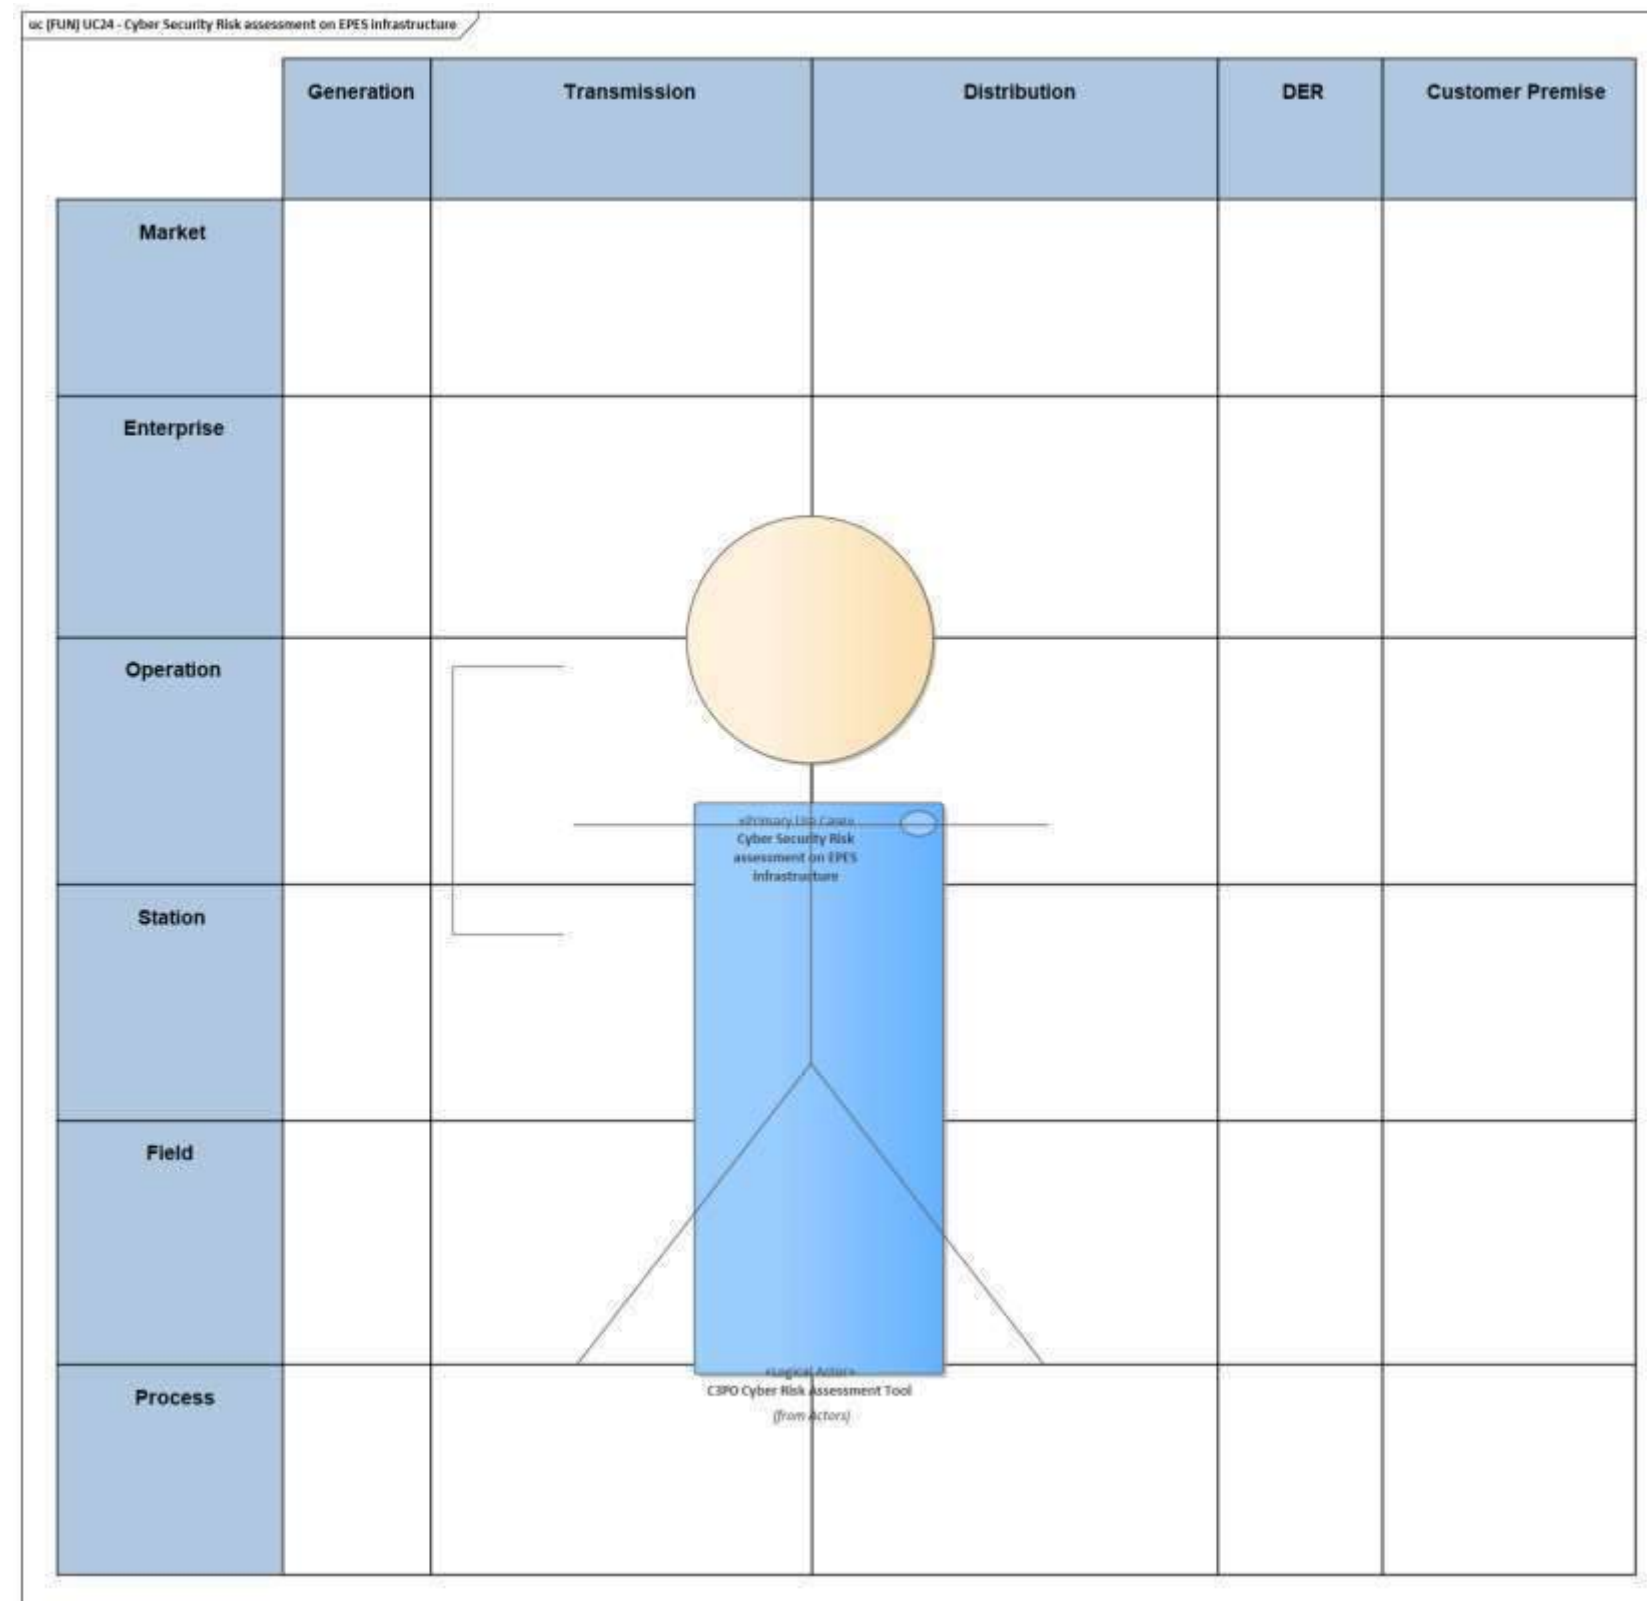 uc [FUN] UC24 - Cyber Security Risk assessment on EPES infrastructure
Generation
Transmission
Distribution
DER
Customer Premise
Market
Enterprise
Operation
«Primary Use Case»
Cyber Security Risk
assessment on EPES
infrastructure
Station
Field
Process
«Logical Actor»
C3PO Cyber Risk Assessment Tool
(from Actors)